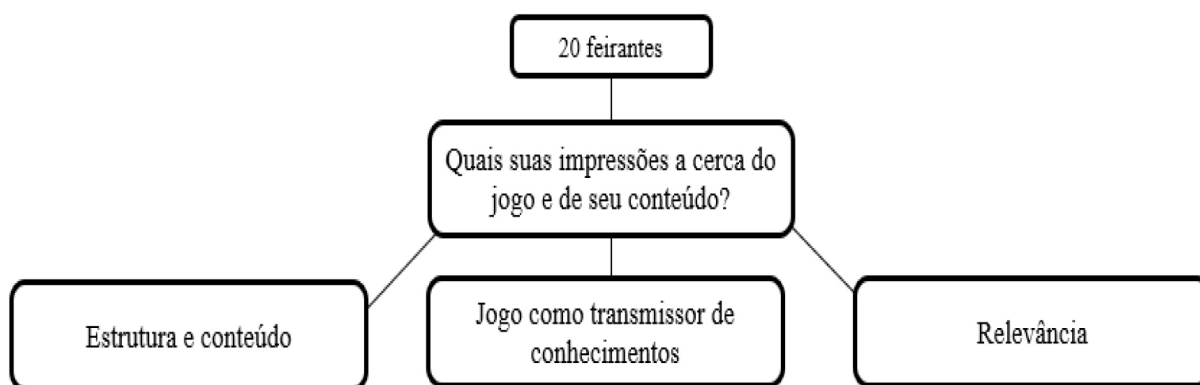 20 feirantes
Quais suas impressões a cerca do
jogo e de seu conteúdo?
Estrutura e conteúdo
Jogo como transmissor de
conhecimentos
Relevância